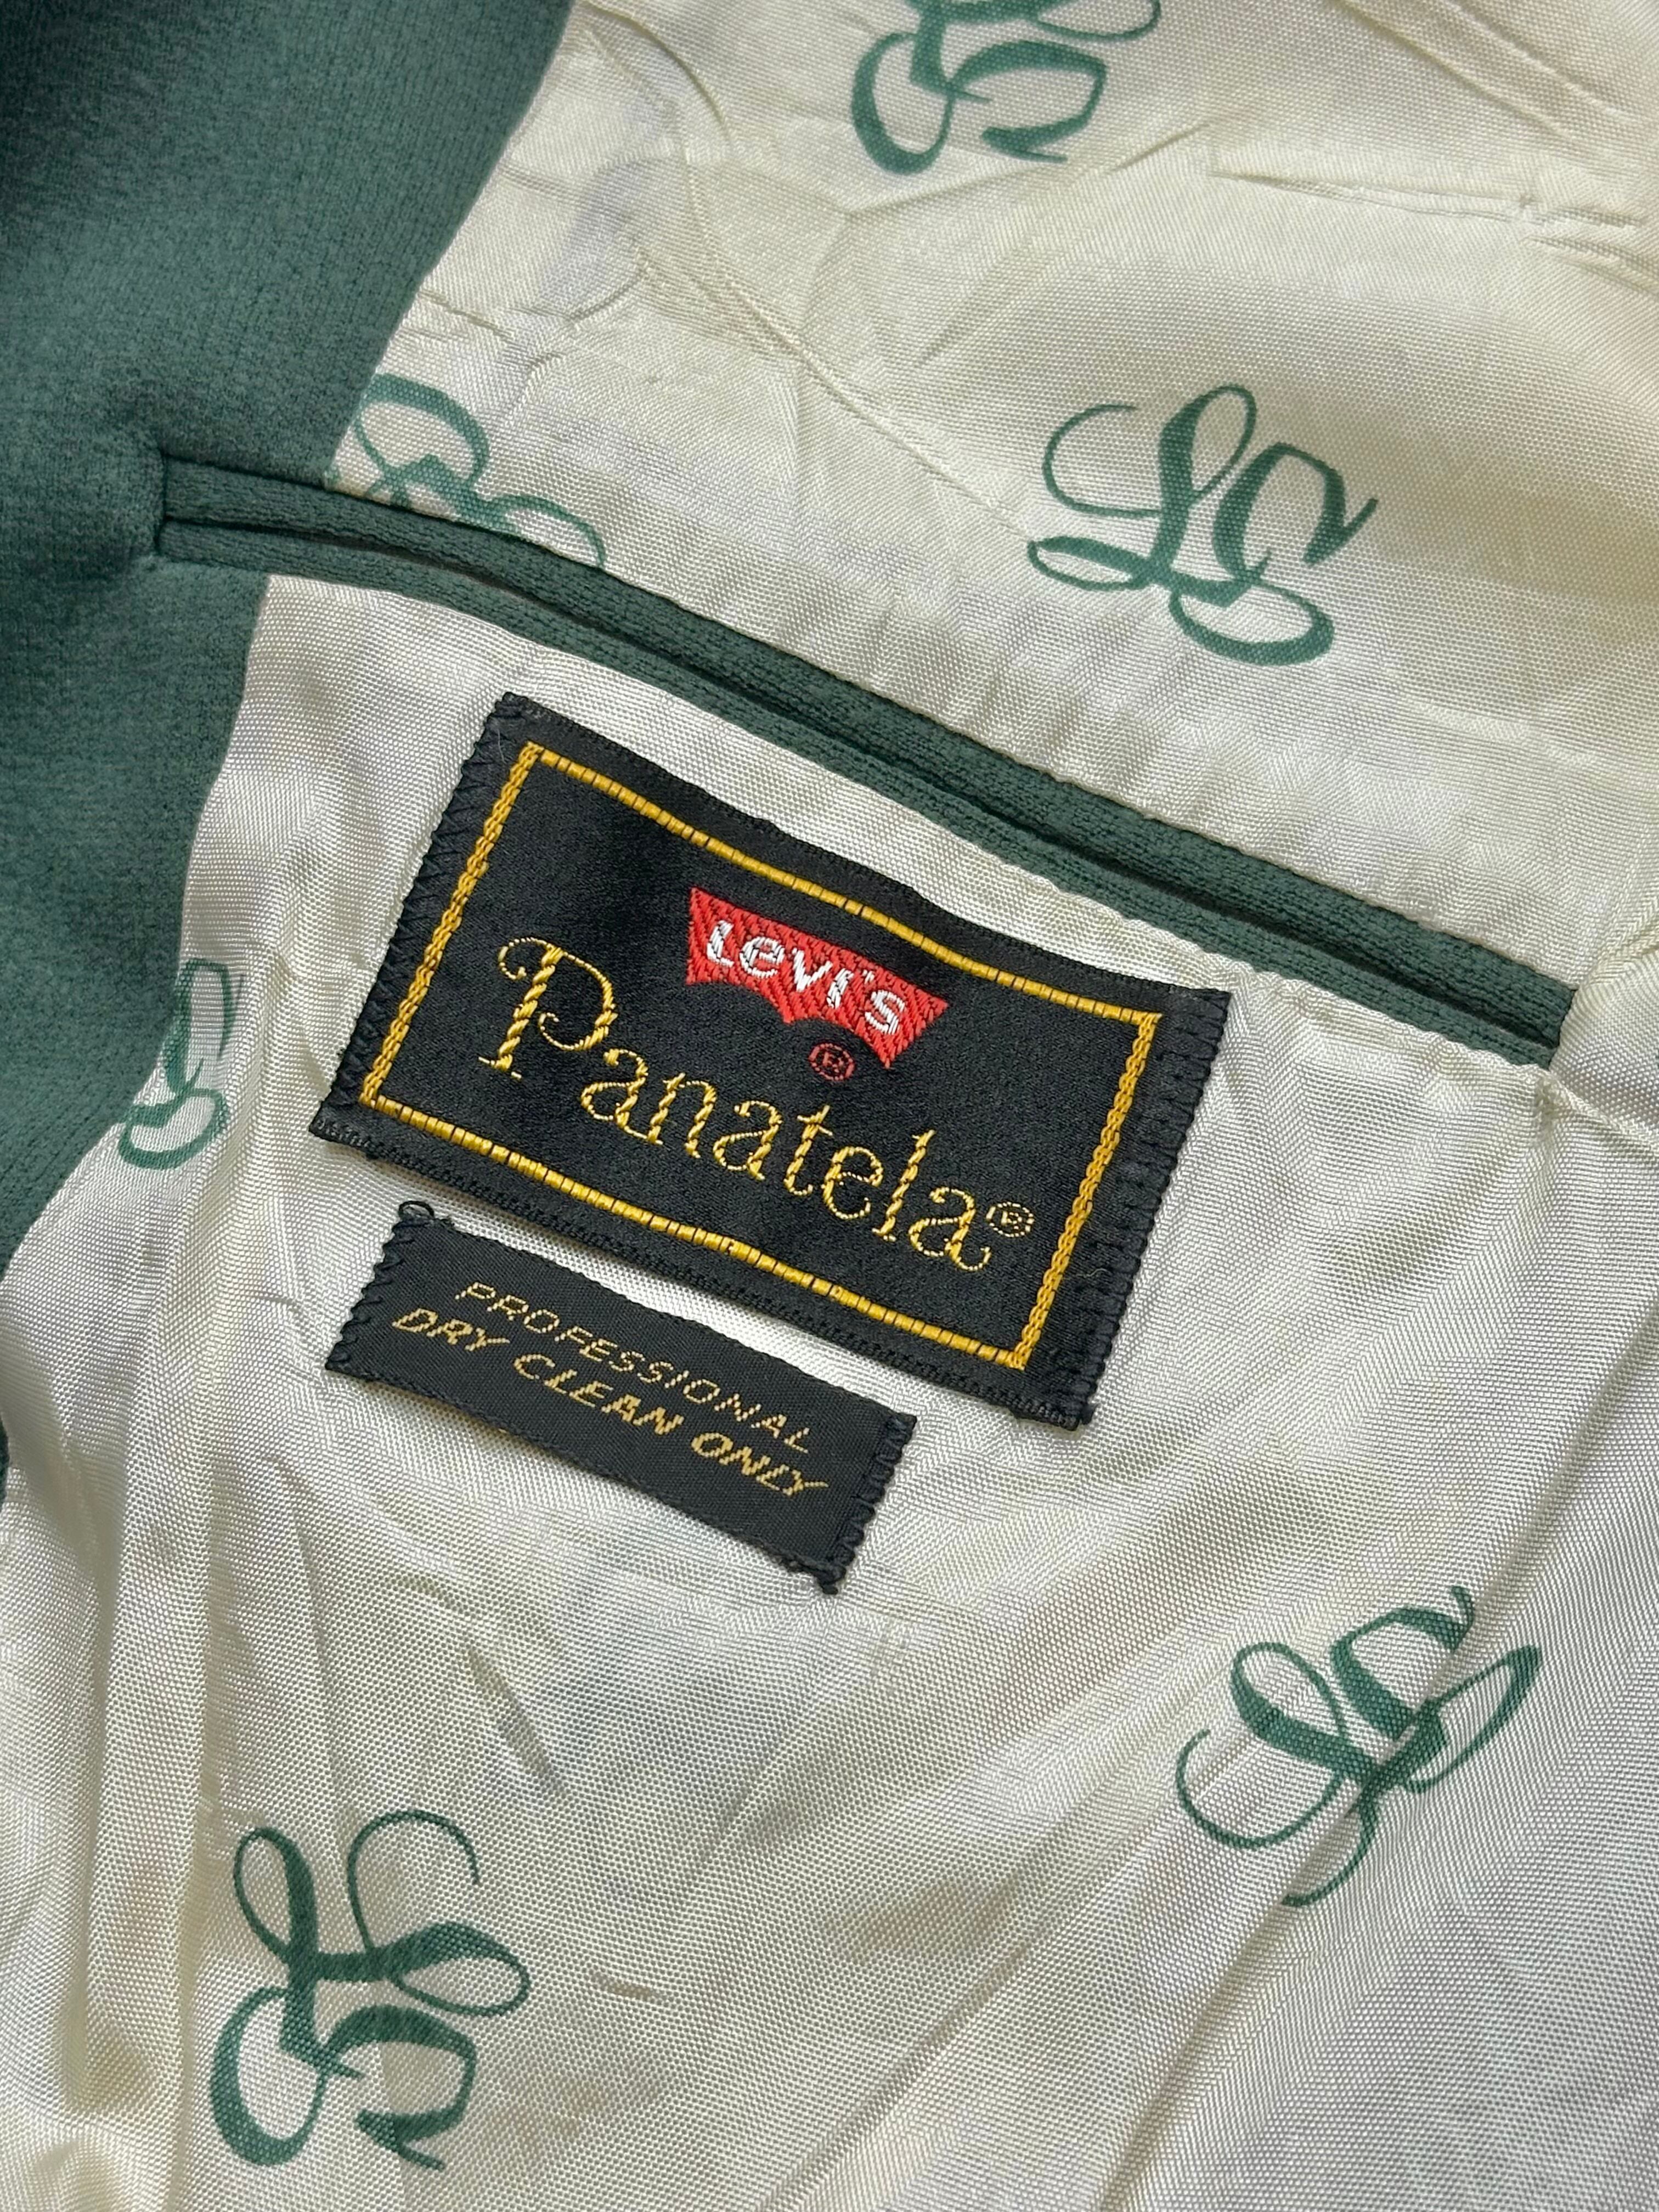 Levi's
®
Panatela®
PROFESSIONAL
DRY CLEAN ONLY